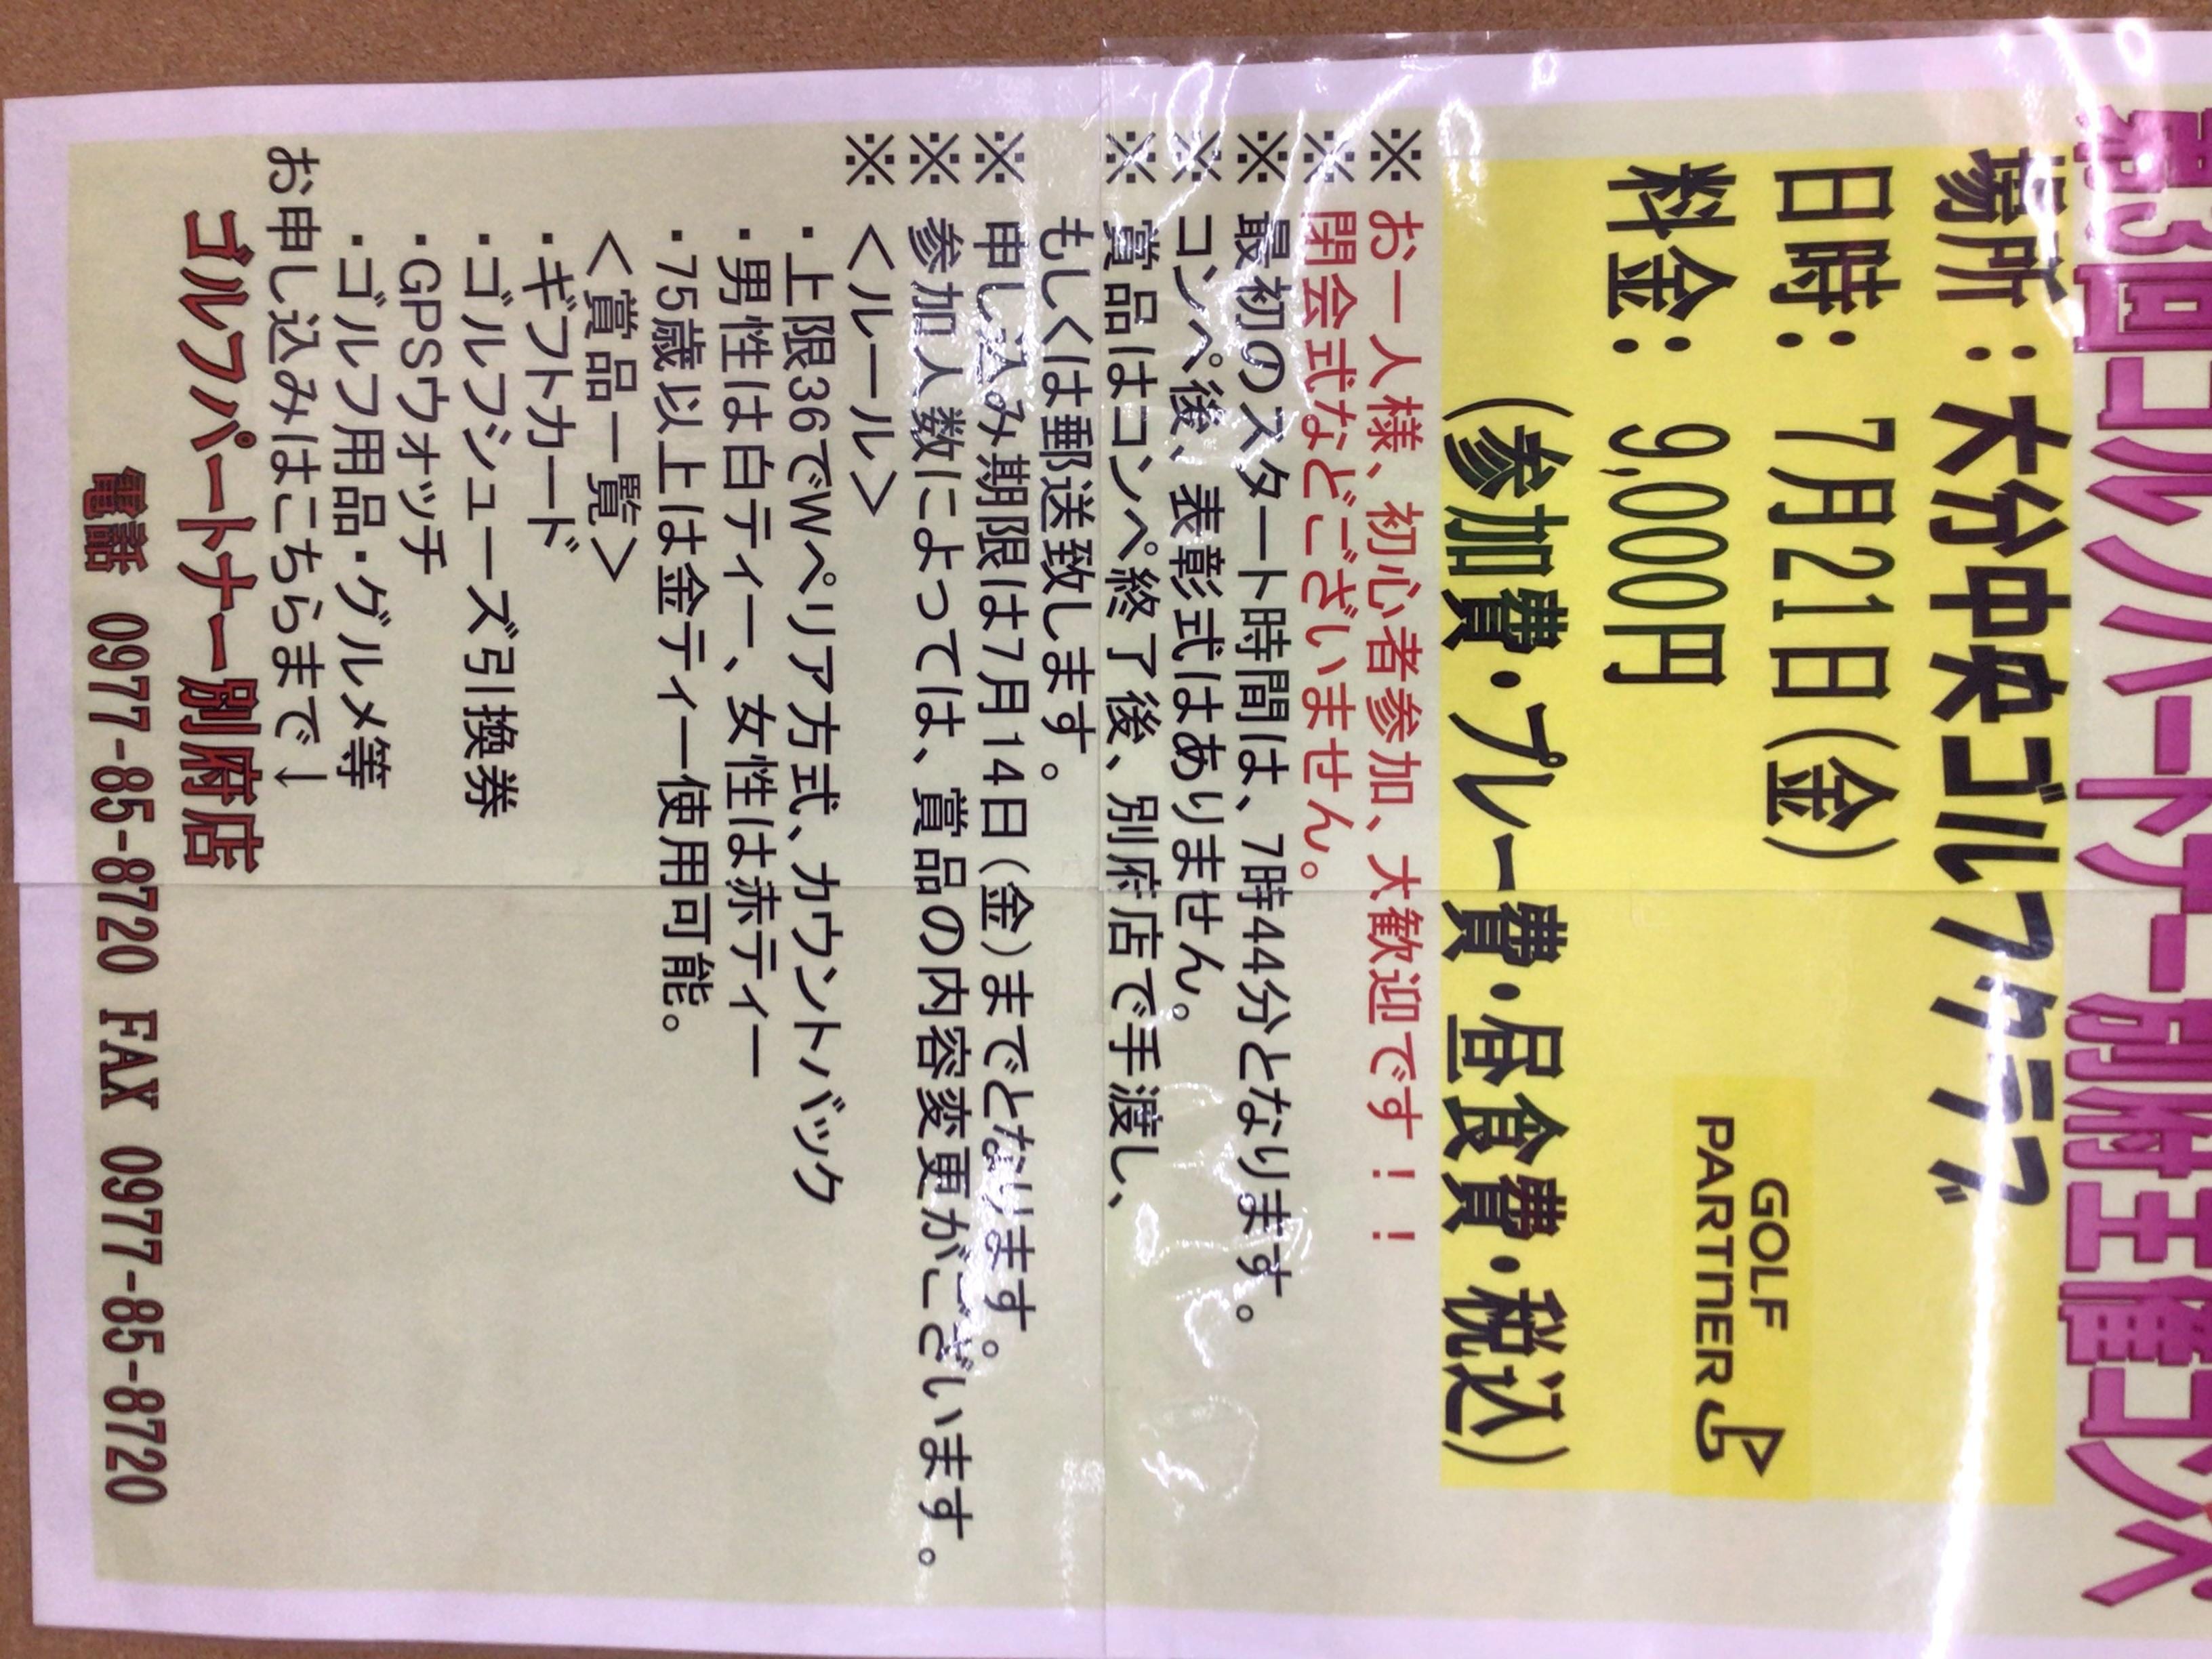 第3回ゴルフパートナー別府主催コンペ
場所：大分中央ゴルフクラブ
日時：　7月21日（金）
料金：　9,000円
GOLF
PARTNER
（参加費・プレー費・昼食費・税込）
※　お一人様、初心者参加、大歓迎です！！
※　閉会式などございません。
※　最初のスタート時間は、7時44分となります。
※　コンペ後、表彰式はありません。
※　賞品はコンペ終了後、別府店で手渡し、
もしくは郵送致します。
※　申し込み期限は7月14日（金）までとなります。
※　参加人数によっては、賞品の内容変更がございます。
※　＜ルール＞
・上限36でWペリア方式、カウントバック
・男性は白ティー、女性は赤ティー
・75歳以上は金ティー使用可能。
＜賞品一覧＞
・ギフトカード
・ゴルフシューズ引換券
・GPSウォッチ
・ゴルフ用品・グルメ等
お申し込みはこちらまで↓
ゴルフパートナー別府店
電話 0977-85-8720 FAX 0977-85-8720